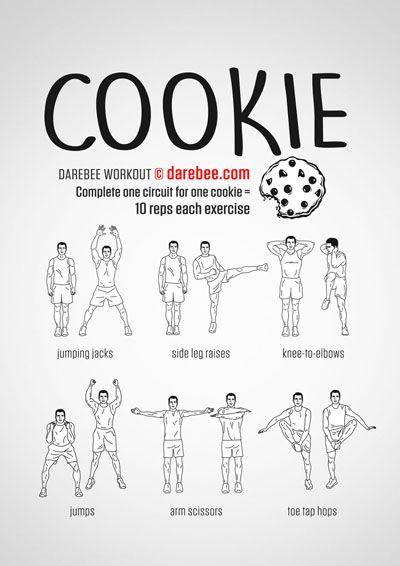 COOKIE
DAREBEE WORKOUT © darebee.com
Complete one circuit for one cookie =
10 reps each exercise
jumping jacks
side leg raises
knee-to-elbows
jumps
arm scissors
toe tap hops